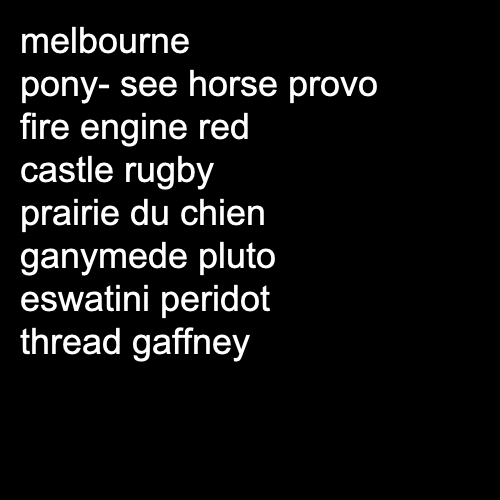 melbourne
pony- see horse provo
fire engine red
castle rugby
prairie du chien
ganymede pluto
eswatini peridot
thread gaffney